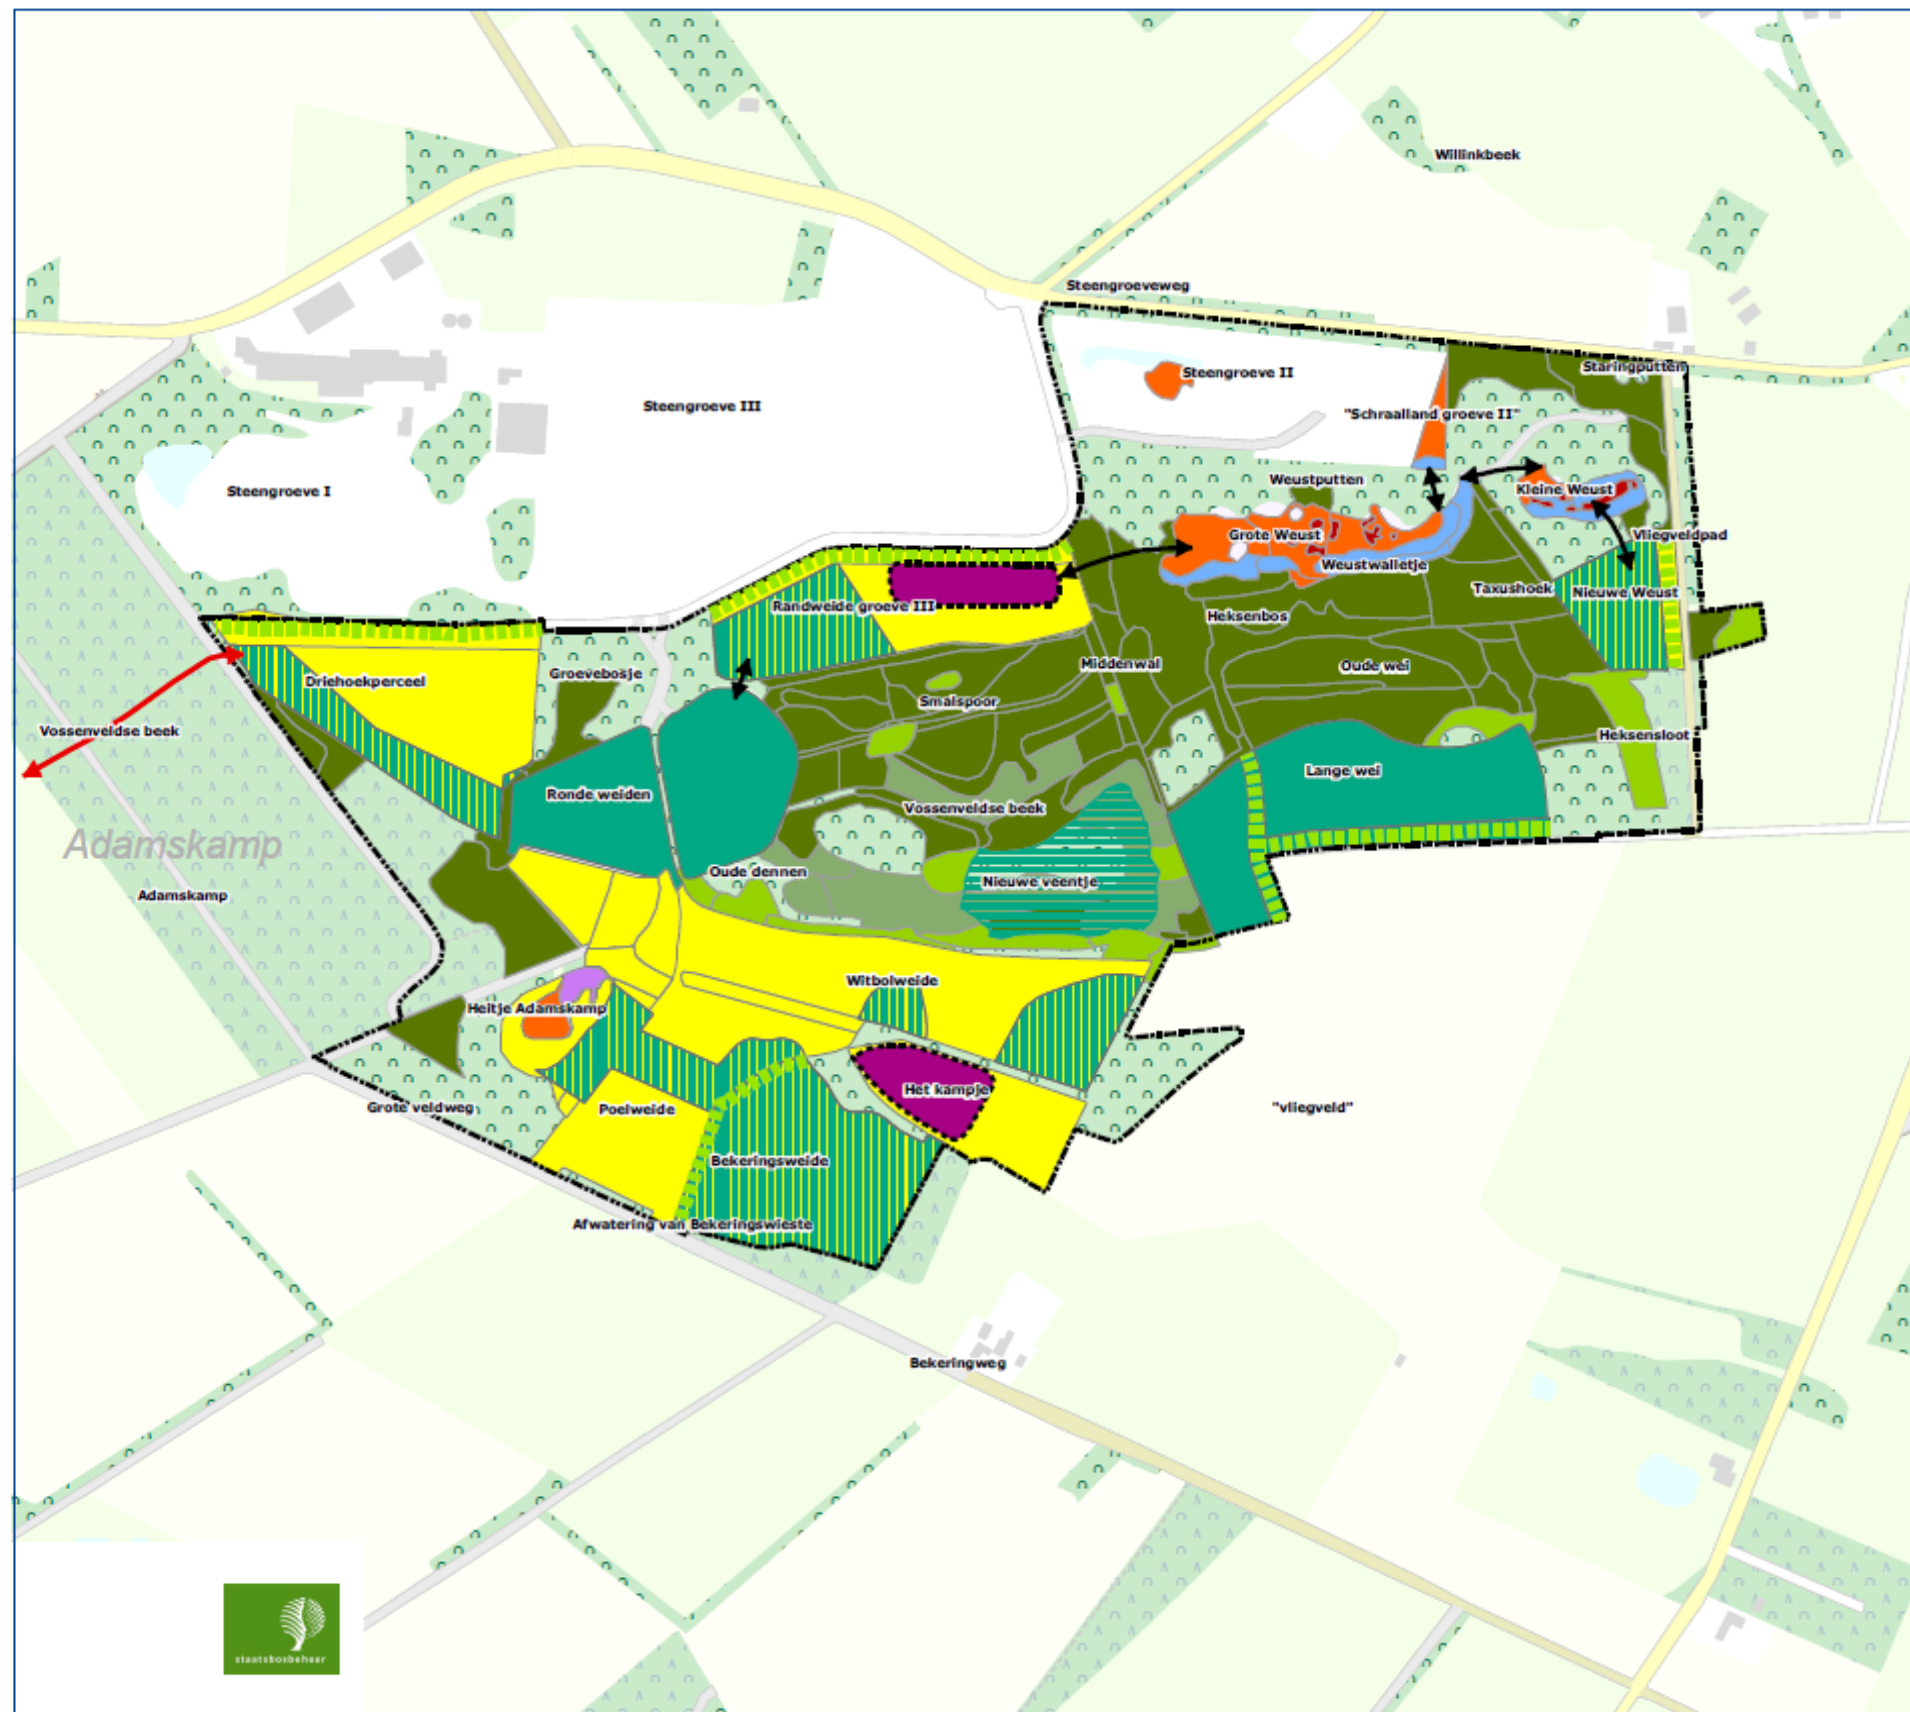 Willinkbeek
Steengroeveweg
Staringputten
Steengroeve II
Steengroeve III
"Schraalland groeve II"
Steengroeve I
Weustputten
Kleine Weust
Grote Weust
Vliegveldpad
Weustwalletje
Taxushoek
Nieuwe Weust
Randweide groeve III
Heksenbos
Middenwal
Oude wei
Groevebosje
Driehoekperceel
Smalspoor
Vossenveldse beek
Heksensloot
Lange wei
Ronde weiden
Vossenveldse beek
Adamskamp
Oude dennen
Nieuwe veentje
Adamskamp
Witbolweide
Heitje Adamskamp
Het kampje
Grote veldweg
Poelweide
"vliegveld"
Bekeringsweide
Afwatering van Bekeringswieste
Bekeringweg
staatsbosbeheer